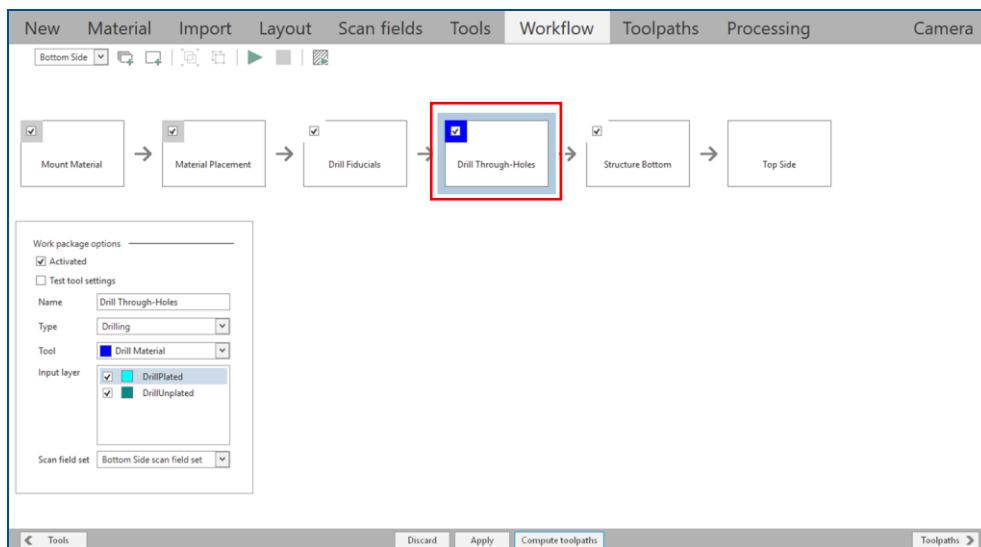 New Material Import Layout Scan fields Tools Workflow Toolpaths Processing Camera
Bottom Side
Mount Material
Material Placement
Drill Fiducials
Drill Through-Holes
Structure Bottom
Top Side
Work package options
Activated
Test tool settings
Name Drill Through-Holes
Type Drilling
Tool Drill Material
Input layer DrillPlated
DrillUnplated
Scan field set Bottom Side scan field set
Tools Discard Apply Compute toolpaths Toolpaths